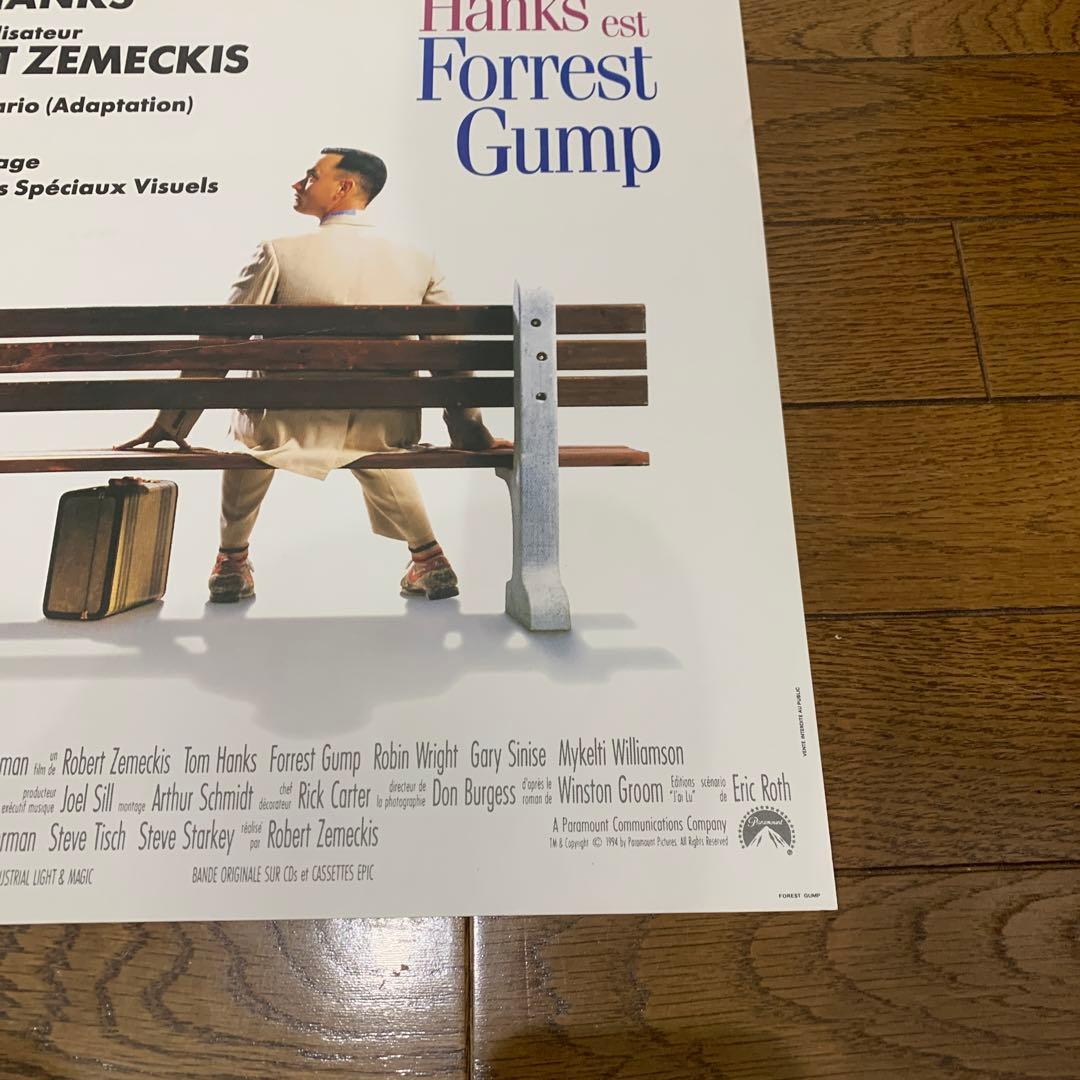 HANKS
lisateur
T ZEMECKIS
ario (Adaptation)
age
s Spéciaux Visuels
Hanks est
Forrest
Gump
VENTE INTERDITE AU PUBLIC
man un film de Robert Zemeckis Tom Hanks Forrest Gump Robin Wright Gary Sinise Mykelti Williamson
producteur exécutif musique Joel Sill montage Arthur Schmidt chef décorateur Rick Carter directeur de la photographie Don Burgess d'après le roman de Winston Groom Editions "J'ai Lu" scénario de Eric Roth
rman Steve Tisch Steve Starkey réalisé par Robert Zemeckis
A Paramount Communications Company
TM & Copyright © 1994 by Paramount Pictures. All Rights Reserved
Paramount
USTRIAL LIGHT & MAGIC
BANDE ORIGINALE SUR CDs et CASSETTES EPIC
FOREST GUMP